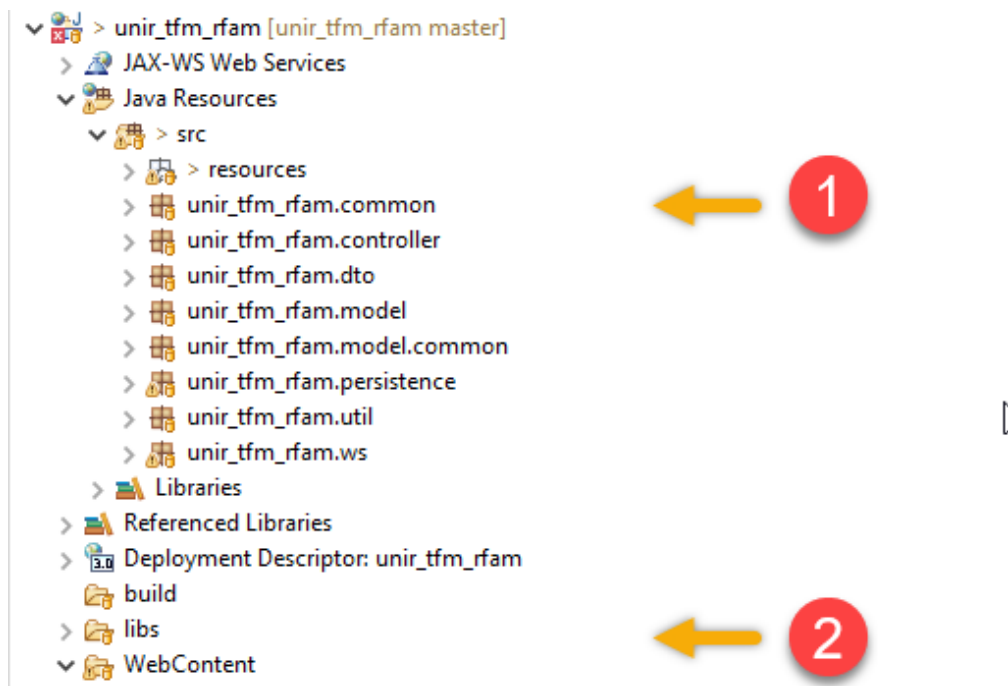 > unir_tfm_rfam [unir_tfm_rfam master]
JAX-WS Web Services
Java Resources
> src
> resources
unir_tfm_rfam.common
1
unir_tfm_rfam.controller
unir_tfm_rfam.dto
unir_tfm_rfam.model
unir_tfm_rfam.model.common
unir_tfm_rfam.persistence
unir_tfm_rfam.util
unir_tfm_rfam.ws
Libraries
Referenced Libraries
3.0 Deployment Descriptor: unir_tfm_rfam
build
libs
2
WebContent